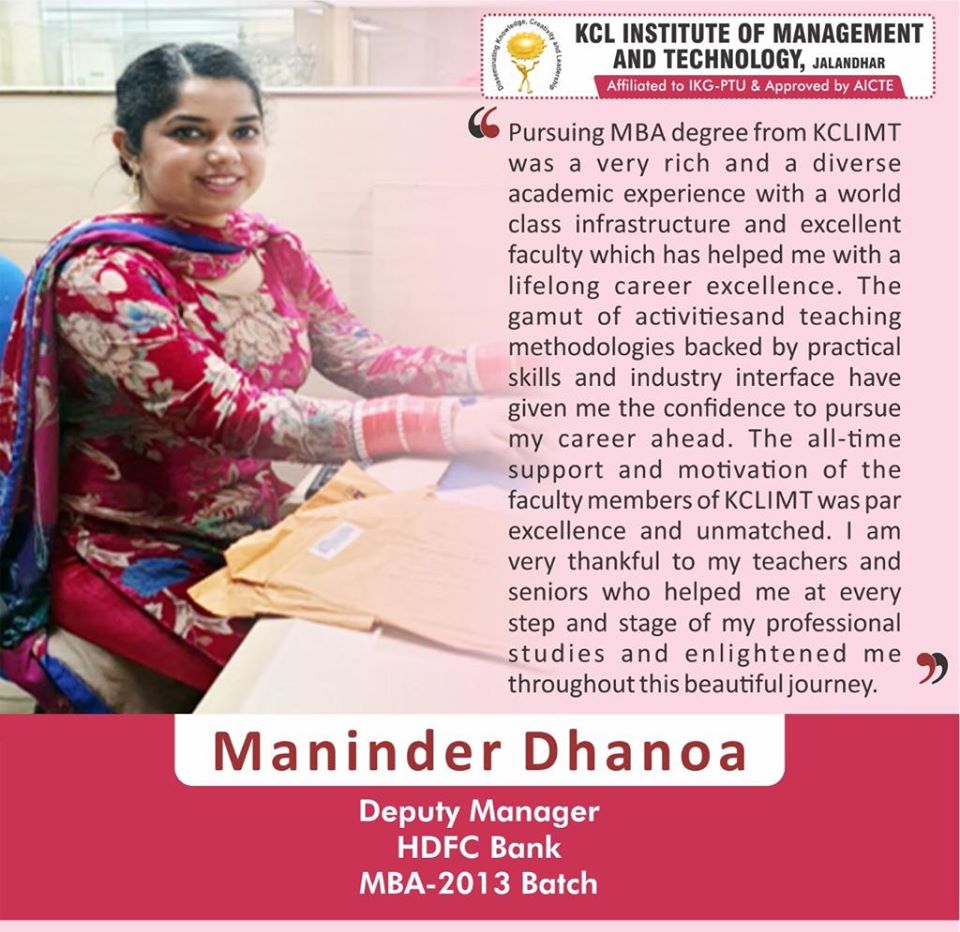 Disseminating Knowledge, Creativity and Leadership
KCL INSTITUTE OF MANAGEMENT
AND TECHNOLOGY, JALANDHAR
Affiliated to IKG-PTU & Approved by AICTE
“ Pursuing MBA degree from KCLIMT
was a very rich and a diverse
academic experience with a world
class infrastructure and excellent
faculty which has helped me with a
lifelong career excellence. The
gamut of activitiesand teaching
methodologies backed by practical
skills and industry interface have
given me the confidence to pursue
my career ahead. The all-time
support and motivation of the
faculty members of KCLIMT was par
excellence and unmatched. I am
very thankful to my teachers and
seniors who helped me at every
step and stage of my professional
studies and enlightened me
throughout this beautiful journey. ”
Maninder Dhanoa
Deputy Manager
HDFC Bank
MBA-2013 Batch